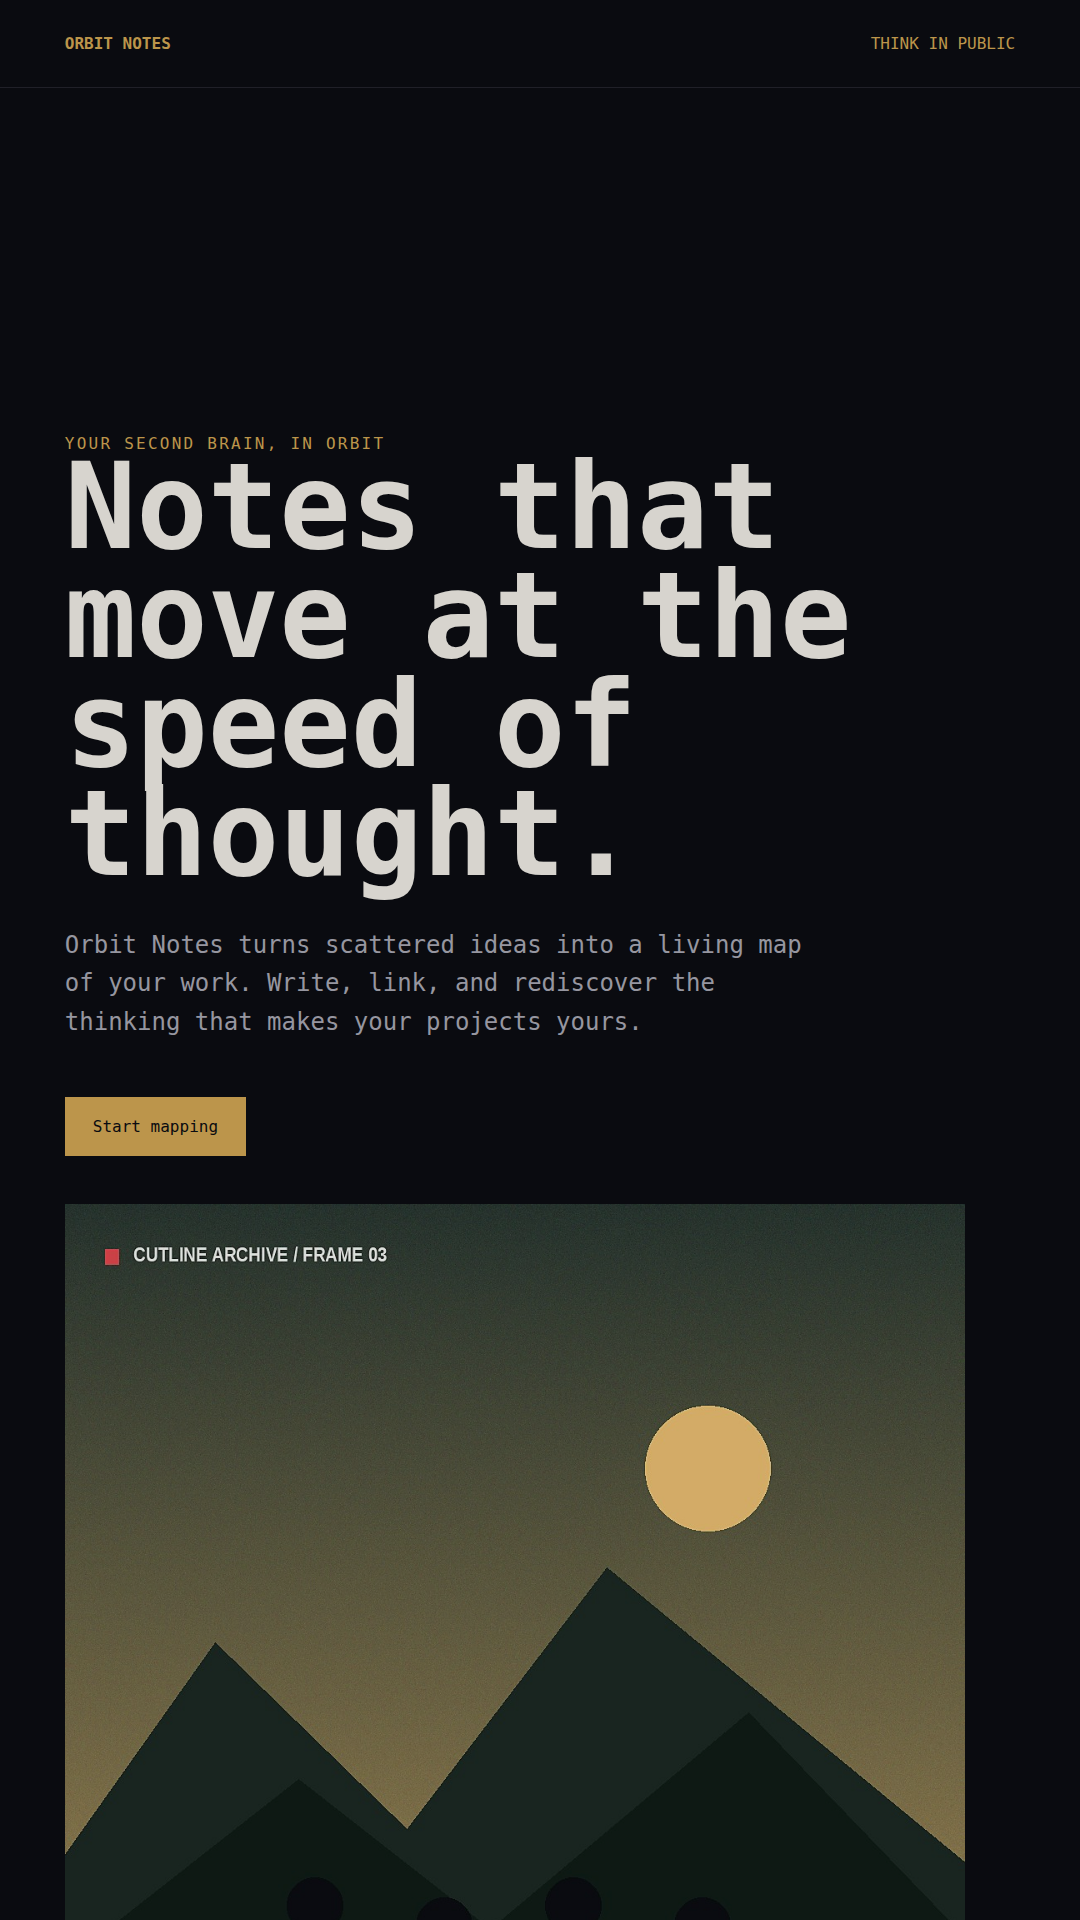 ORBIT NOTES
THINK IN PUBLIC
YOUR SECOND BRAIN, IN ORBIT
Notes that
move at the
speed of
thought.
Orbit Notes turns scattered ideas into a living map
of your work. Write, link, and rediscover the
thinking that makes your projects yours.
Start mapping
CUTLINE ARCHIVE / FRAME 03